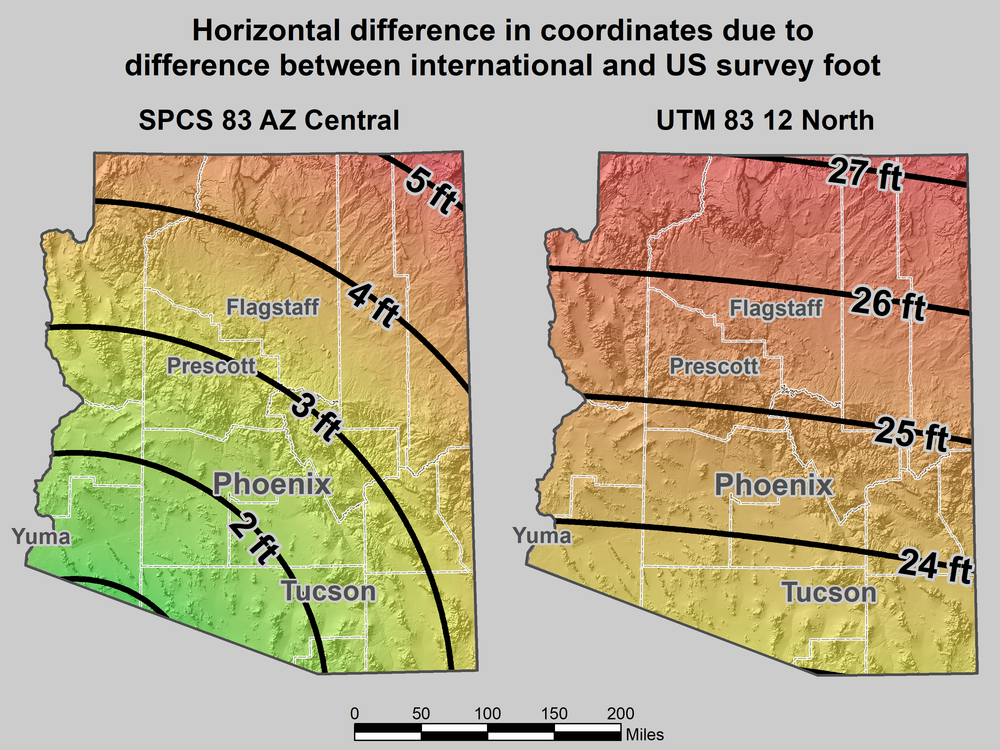 Horizontal difference in coordinates due to
difference between international and US survey foot
SPCS 83 AZ Central
5 ft
4 ft
Flagstaff
Prescott
3 ft
Phoenix
2 ft
Yuma
Tucson
UTM 83 12 North
27 ft
26 ft
Flagstaff
Prescott
25 ft
Phoenix
Yuma
24 ft
Tucson
0 50 100 150 200
Miles